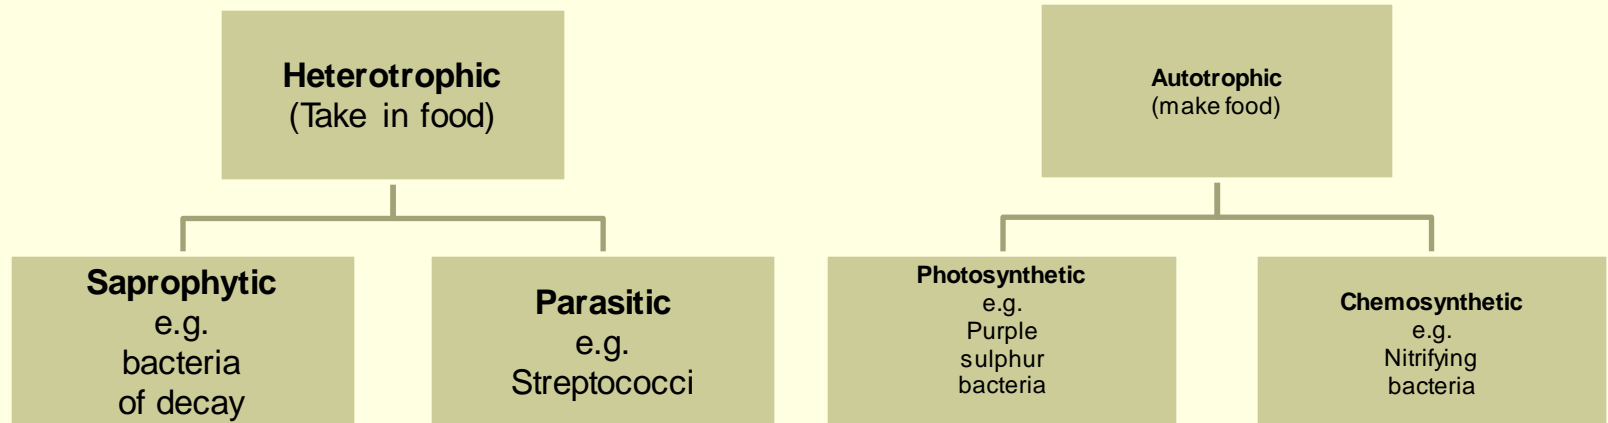 Heterotrophic
(Take in food)
Autotrophic
(make food)
Saprophytic
e.g.
bacteria
of decay
Parasitic
e.g.
Streptococci
Photosynthetic
e.g.
Purple
sulphur
bacteria
Chemosynthetic
e.g.
Nitrifying
bacteria